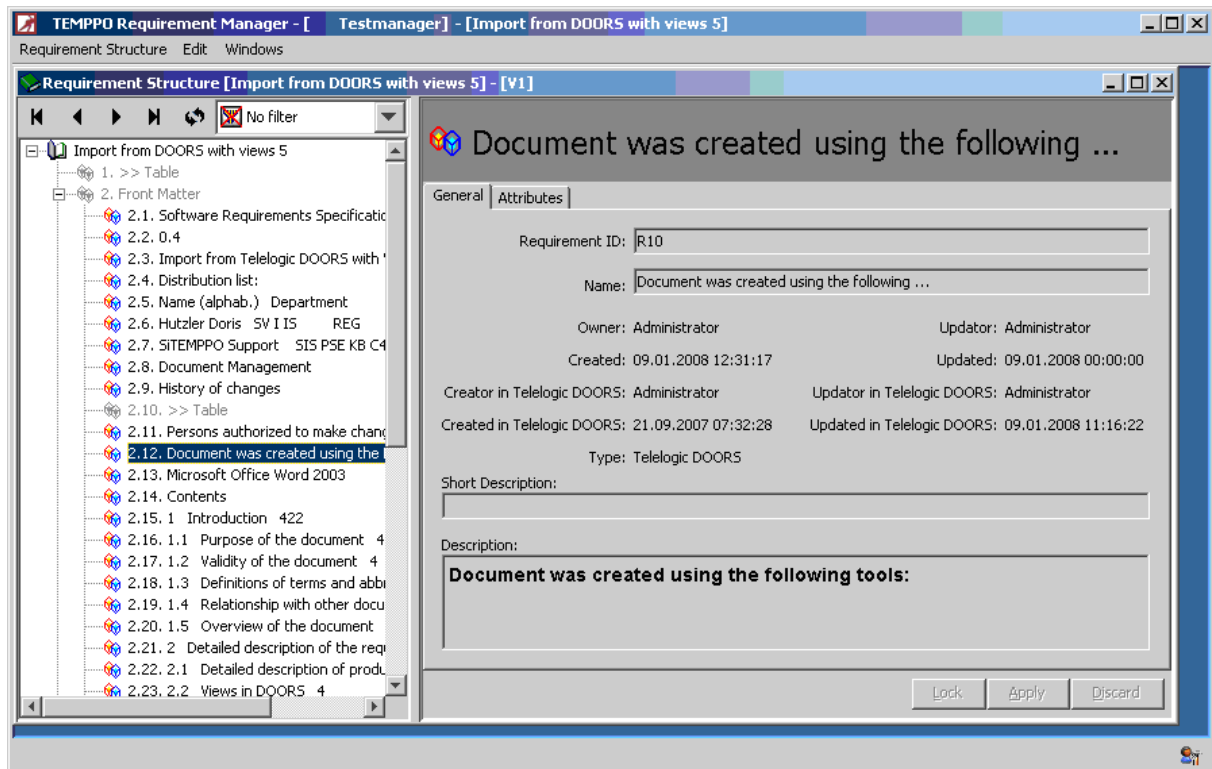 TEMPPO Requirement Manager - [ Testmanager] - [Import from DOORS with views 5]
Requirement Structure Edit Windows
Requirement Structure [Import from DOORS with views 5] - [V1]
No filter
Import from DOORS with views 5
1. >> Table
2. Front Matter
2.1. Software Requirements Specificatic
2.2. 0.4
2.3. Import from Telelogic DOORS with '
2.4. Distribution list:
2.5. Name (alphab.) Department
2.6. Hutzler Doris SV I IS REG
2.7. SiTEMPPO Support SIS PSE KB C4
2.8. Document Management
2.9. History of changes
2.10. >> Table
2.11. Persons authorized to make chang
2.12. Document was created using the
2.13. Microsoft Office Word 2003
2.14. Contents
2.15. 1 Introduction 422
2.16. 1.1 Purpose of the document 4
2.17. 1.2 Validity of the document 4
2.18. 1.3 Definitions of terms and abbr
2.19. 1.4 Relationship with other docu
2.20. 1.5 Overview of the document
2.21. 2 Detailed description of the requ
2.22. 2.1 Detailed description of produ
2.23. 2.2 Views in DOORS 4
Document was created using the following ...
General Attributes
Requirement ID: R10
Name: Document was created using the following ...
Owner: Administrator Updator: Administrator
Created: 09.01.2008 12:31:17 Updated: 09.01.2008 00:00:00
Creator in Telelogic DOORS: Administrator Updator in Telelogic DOORS: Administrator
Created in Telelogic DOORS: 21.09.2007 07:32:28 Updated in Telelogic DOORS: 09.01.2008 11:16:22
Type: Telelogic DOORS
Short Description:
Description:
Document was created using the following tools:
Lock Apply Discard